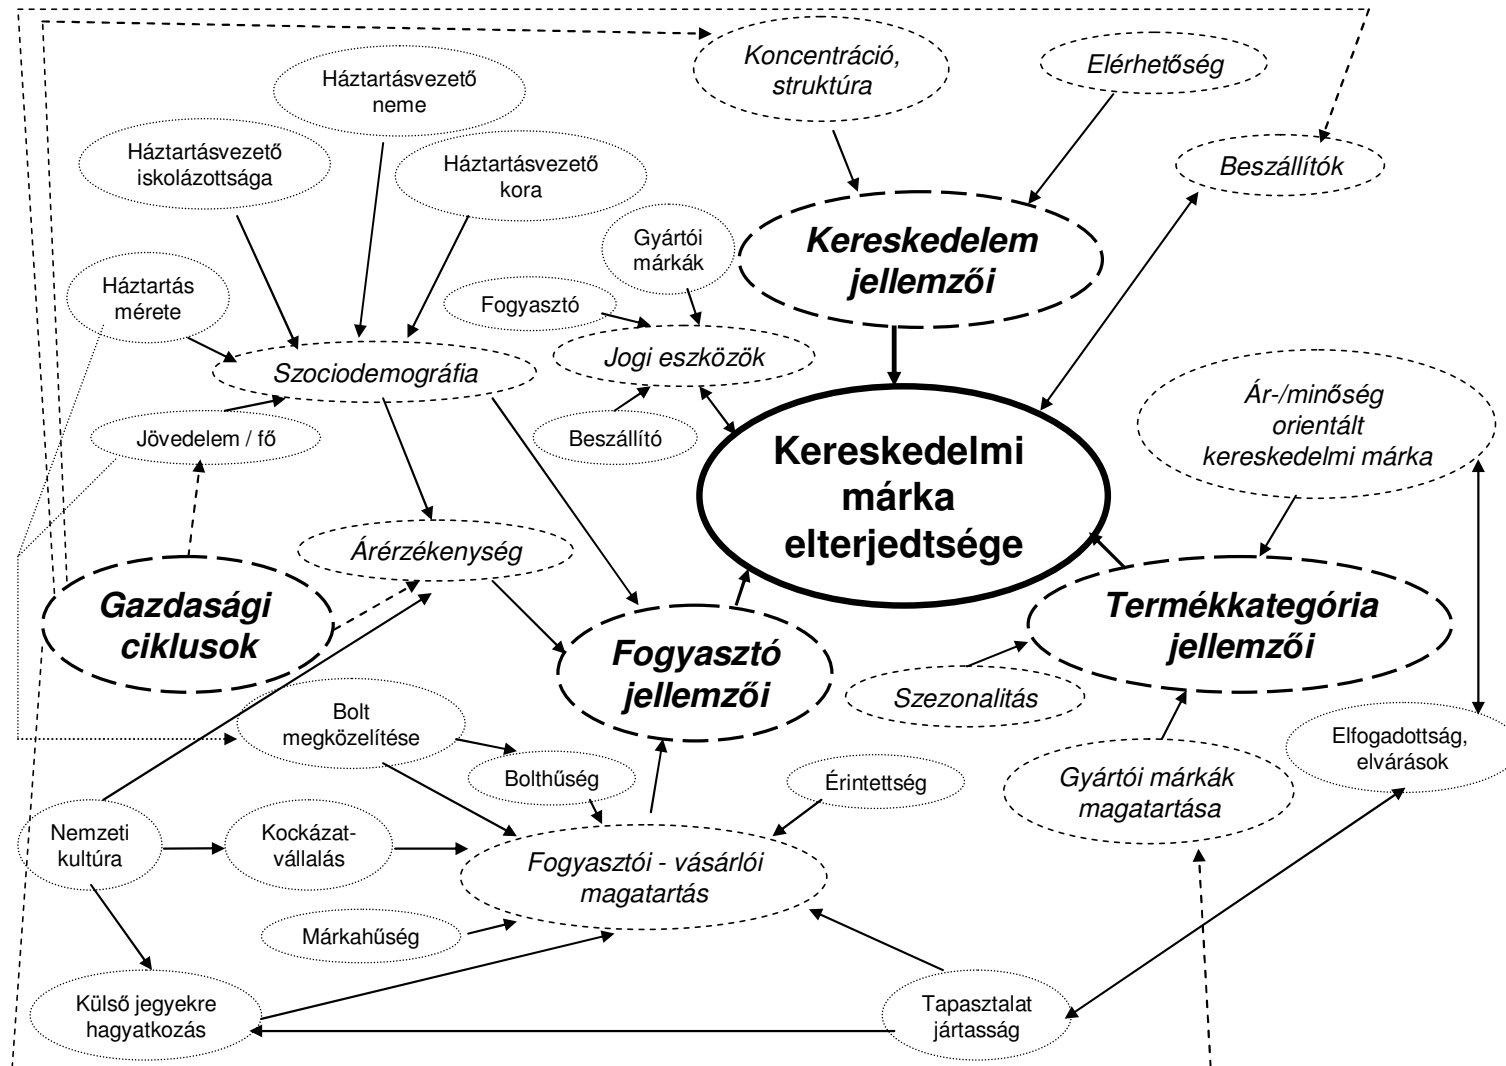 Koncentráció,
struktúra
Elérhetőség
Háztartásvezető
neme
Háztartásvezető
iskolázottsága
Háztartásvezető
kora
Beszállítók
Kereskedelem
jellemzői
Gyártói
márkák
Háztartás
mérete
Fogyasztó
Szociodemográfia
Jogi eszközök
Ár-/minőség
orientált
kereskedelmi márka
Jövedelem / fő
Beszállító
Kereskedelmi
márka
elterjedtsége
Árérzékenység
Gazdasági
ciklusok
Fogyasztó
jellemzői
Termékkategória
jellemzői
Szezonalitás
Bolt
megközelítése
Elfogadottság,
elvárások
Bolthűség
Érintettség
Gyártói márkák
magatartása
Nemzeti
kultúra
Kockázat-
vállalás
Fogyasztói - vásárlói
magatartás
Márkahűség
Külső jegyekre
hagyatkozás
Tapasztalat
jártasság